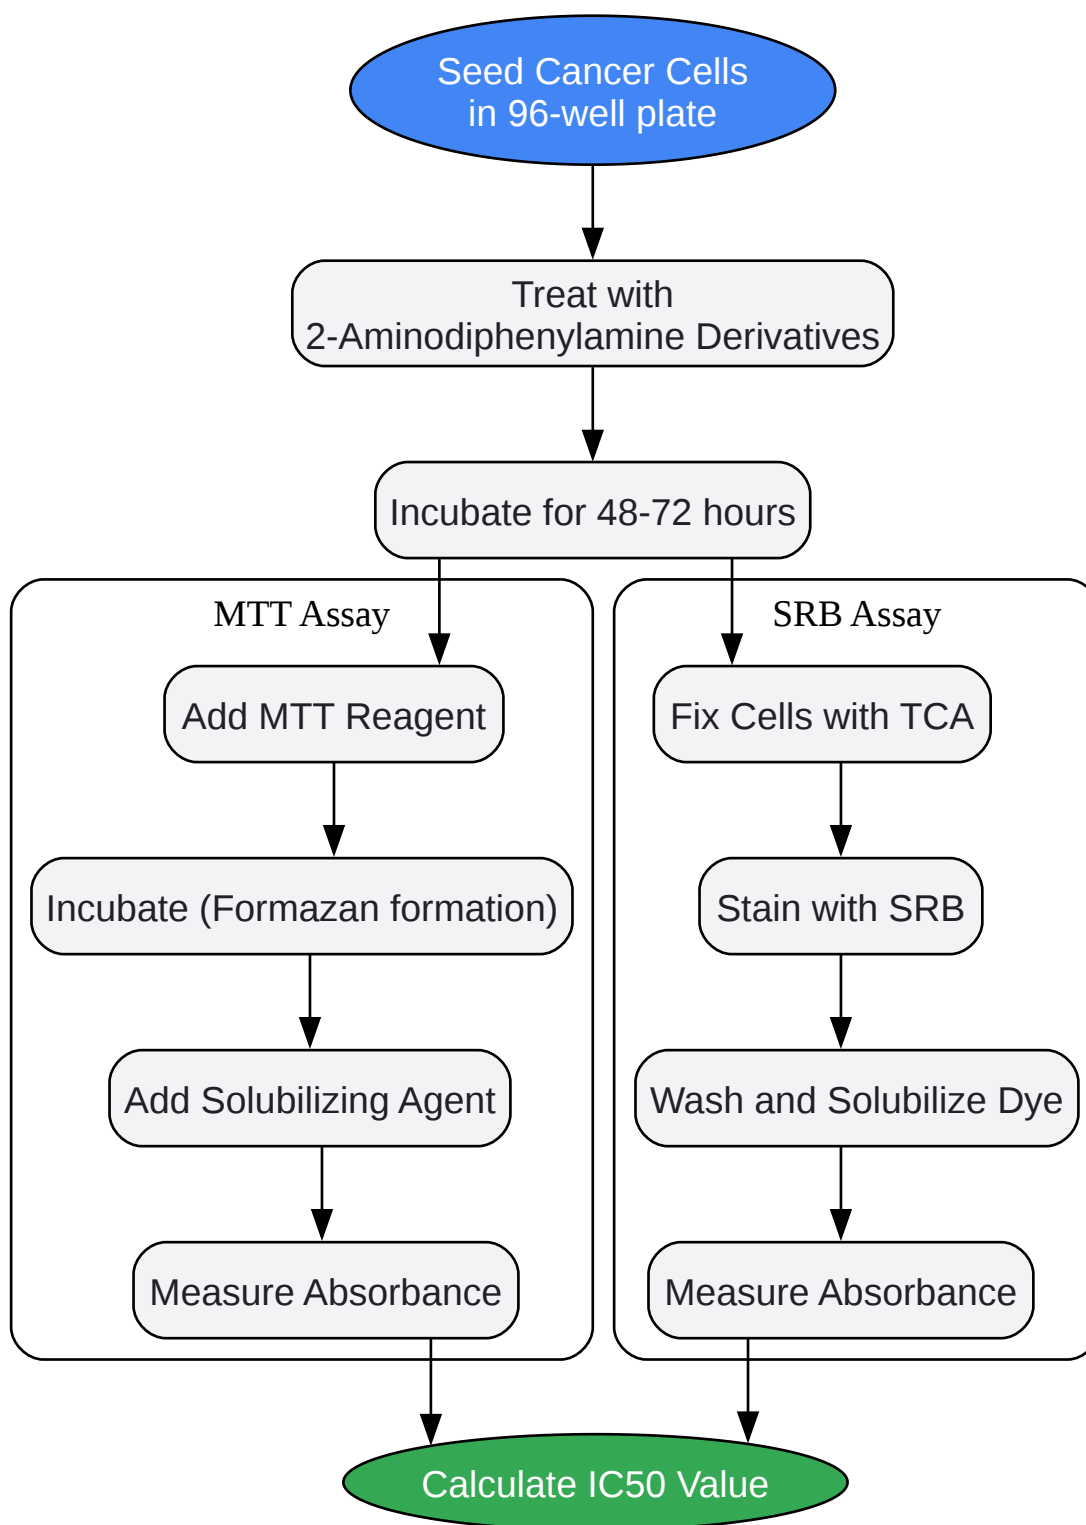 Seed Cancer Cells
in 96-well plate
Treat with
2-Aminodiphenylamine Derivatives
Incubate for 48-72 hours
MTT Assay
Add MTT Reagent
Incubate (Formazan formation)
Add Solubilizing Agent
Measure Absorbance
SRB Assay
Fix Cells with TCA
Stain with SRB
Wash and Solubilize Dye
Measure Absorbance
Calculate IC50 Value